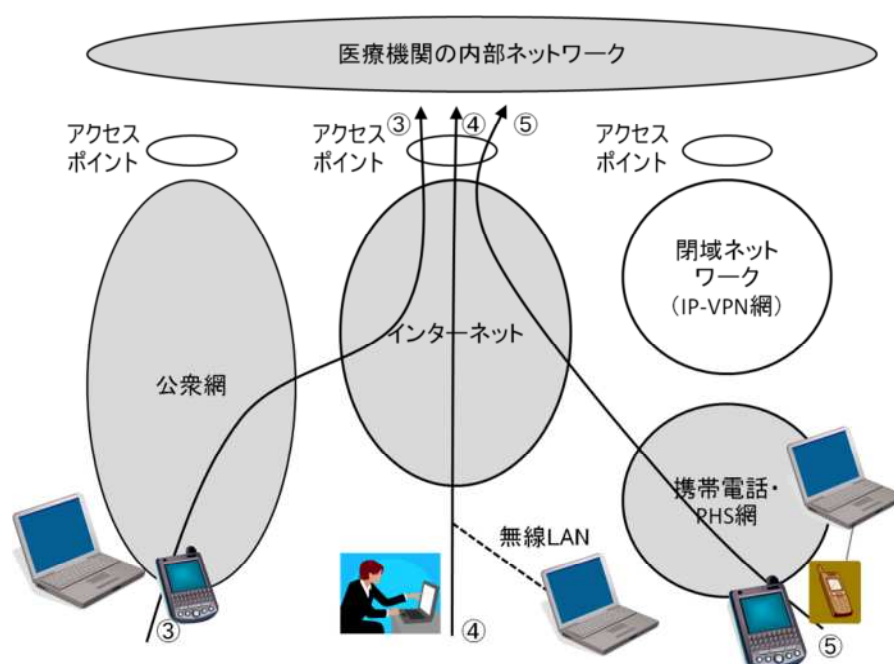 医療機関の内部ネットワーク
③
④
⑤
アクセス
ポイント
アクセス
ポイント
アクセス
ポイント
閉域ネット
ワーク
(IP-VPN網)
インターネット
公衆網
携帯電話・
PHS網
無線LAN
③
④
⑤